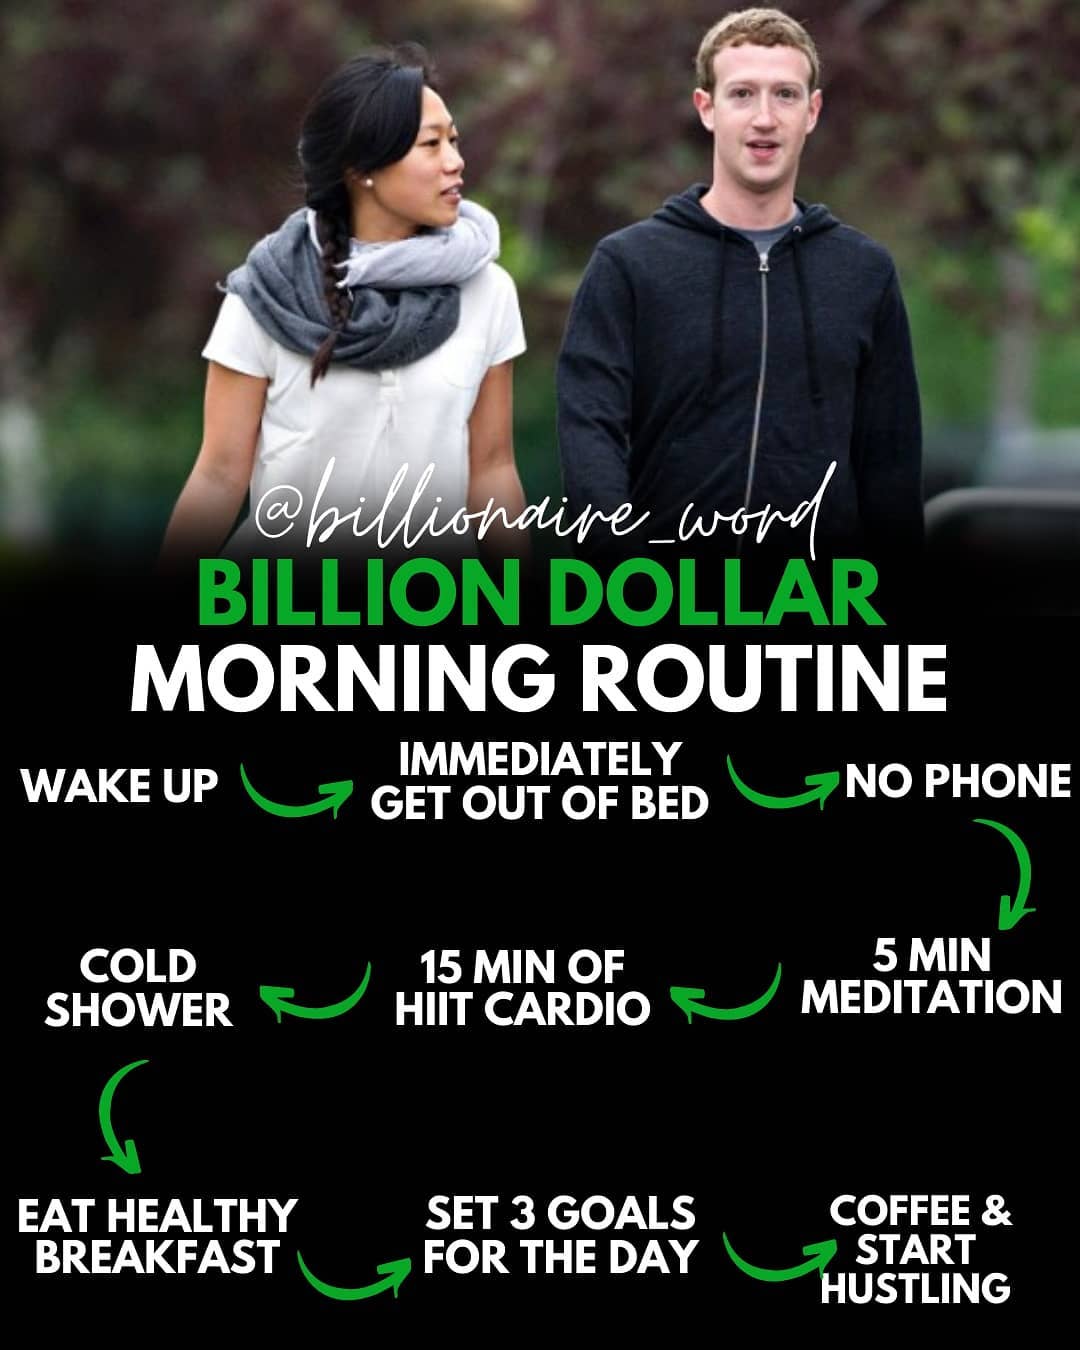 @billionaire_word
BILLION DOLLAR
MORNING ROUTINE
WAKE UP
IMMEDIATELY
GET OUT OF BED
NO PHONE
5 MIN
MEDITATION
15 MIN OF
HIIT CARDIO
COLD
SHOWER
EAT HEALTHY
BREAKFAST
SET 3 GOALS
FOR THE DAY
COFFEE &
START
HUSTLING